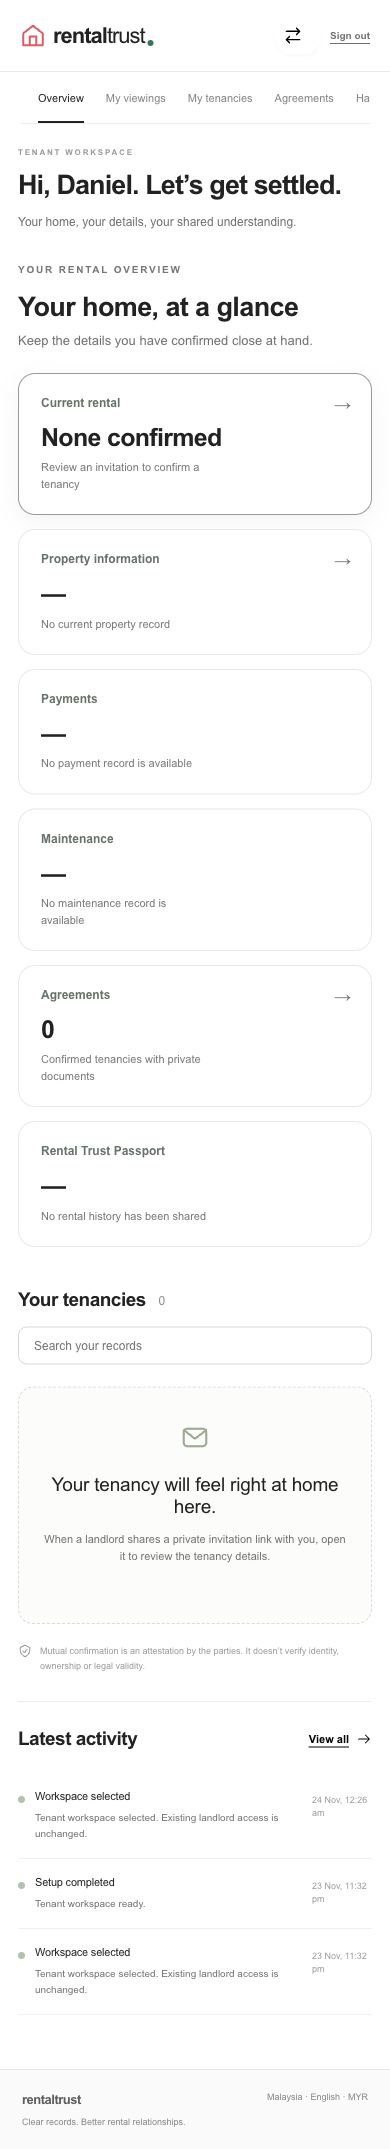 rentaltrust.
Sign out
Overview My viewings My tenancies Agreements Ha
TENANT WORKSPACE
Hi, Daniel. Let’s get settled.
Your home, your details, your shared understanding.
YOUR RENTAL OVERVIEW
Your home, at a glance
Keep the details you have confirmed close at hand.
Current rental →
None confirmed
Review an invitation to confirm a
tenancy
Property information →
—
No current property record
Payments
—
No payment record is available
Maintenance
—
No maintenance record is
available
Agreements →
0
Confirmed tenancies with private
documents
Rental Trust Passport
—
No rental history has been shared
Your tenancies 0
Search your records
Your tenancy will feel right at home
here.
When a landlord shares a private invitation link with you, open
it to review the tenancy details.
Mutual confirmation is an attestation by the parties. It doesn’t verify identity,
ownership or legal validity.
Latest activity View all →
Workspace selected 24 Nov, 12:26
am
Tenant workspace selected. Existing landlord access is
unchanged.
Setup completed 23 Nov, 11:32
pm
Tenant workspace ready.
Workspace selected 23 Nov, 11:32
pm
Tenant workspace selected. Existing landlord access is
unchanged.
rentaltrust Malaysia · English · MYR
Clear records. Better rental relationships.